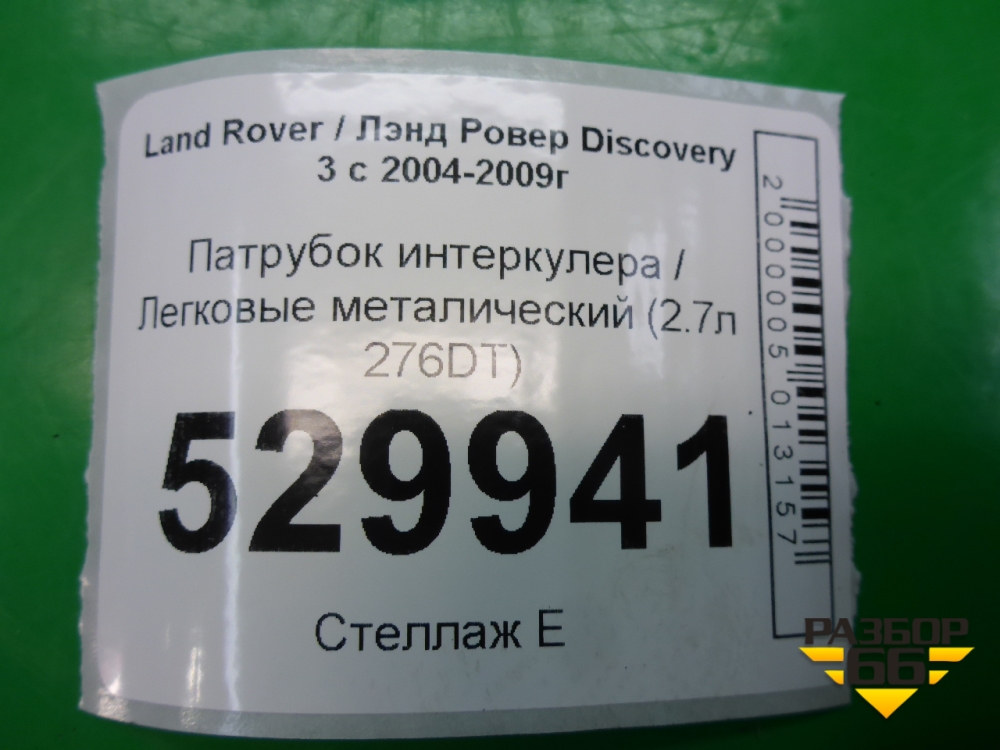 Land Rover / Лэнд Ровер Discovery
3 с 2004-2009г
Патрубок интеркулера /
Легковые металический (2.7л
276DT)
529941
Стеллаж Е
2000005013157
РАЗБОР
66